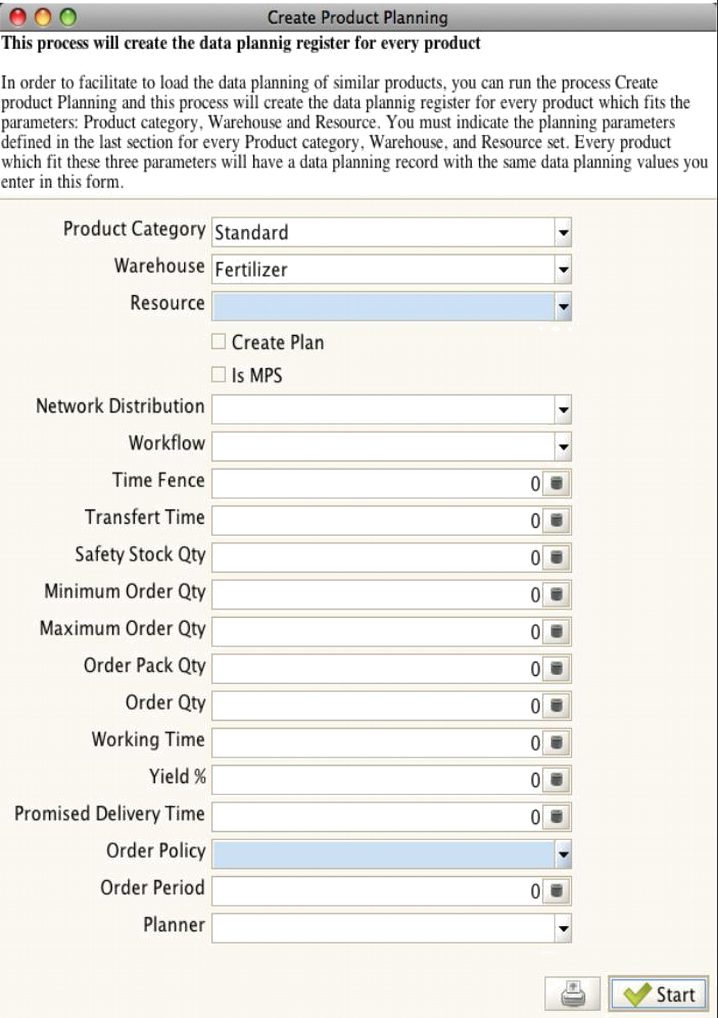 Create Product Planning
This process will create the data plannig register for every product
In order to facilitate to load the data planning of similar products, you can run the process Create
product Planning and this process will create the data plannig register for every product which fits the
parameters: Product category, Warehouse and Resource. You must indicate the planning parameters
defined in the last section for every Product category, Warehouse, and Resource set. Every product
which fit these three parameters will have a data planning record with the same data planning values you
enter in this form.
Product Category Standard
Warehouse Fertilizer
Resource
Create Plan
Is MPS
Network Distribution
Workflow
Time Fence 0
Transfert Time 0
Safety Stock Qty 0
Minimum Order Qty 0
Maximum Order Qty 0
Order Pack Qty 0
Order Qty 0
Working Time 0
Yield % 0
Promised Delivery Time 0
Order Policy
Order Period 0
Planner
Start